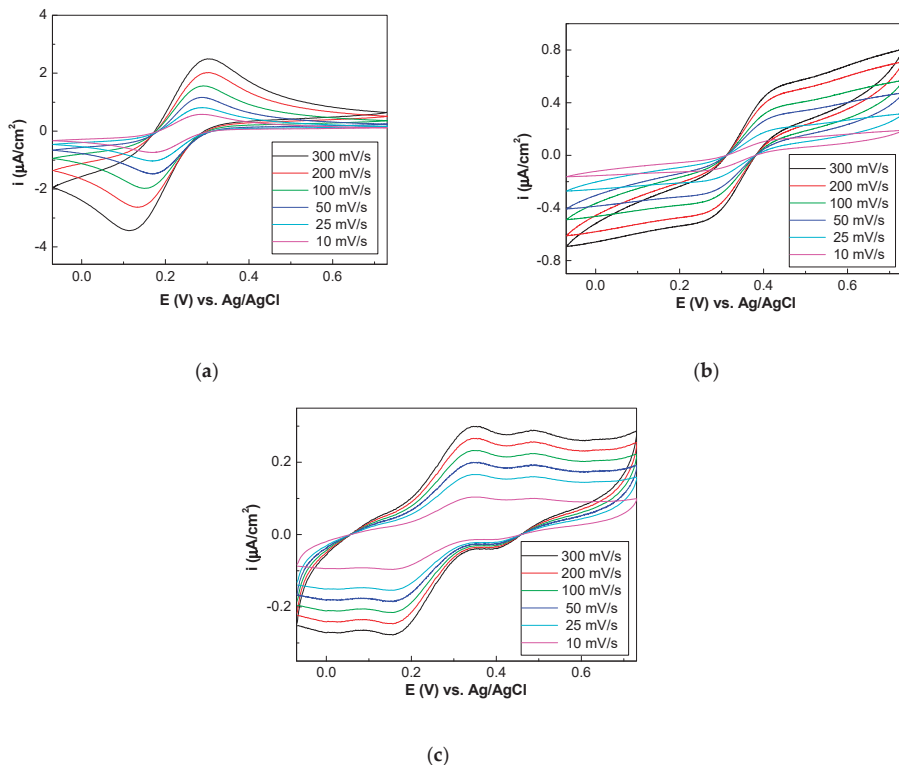 4
2
0
-2
-4
0.0 0.2 0.4 0.6
i (µA/cm²)
E (V) vs. Ag/AgCl
300 mV/s
200 mV/s
100 mV/s
50 mV/s
25 mV/s
10 mV/s
(a)
0.8
0.4
0.0
-0.4
-0.8
0.0 0.2 0.4 0.6
i (µA/cm²)
E (V) vs. Ag/AgCl
300 mV/s
200 mV/s
100 mV/s
50 mV/s
25 mV/s
10 mV/s
(b)
0.2
0.0
-0.2
0.0 0.2 0.4 0.6
i (µA/cm²)
E (V) vs. Ag/AgCl
300 mV/s
200 mV/s
100 mV/s
50 mV/s
25 mV/s
10 mV/s
(c)